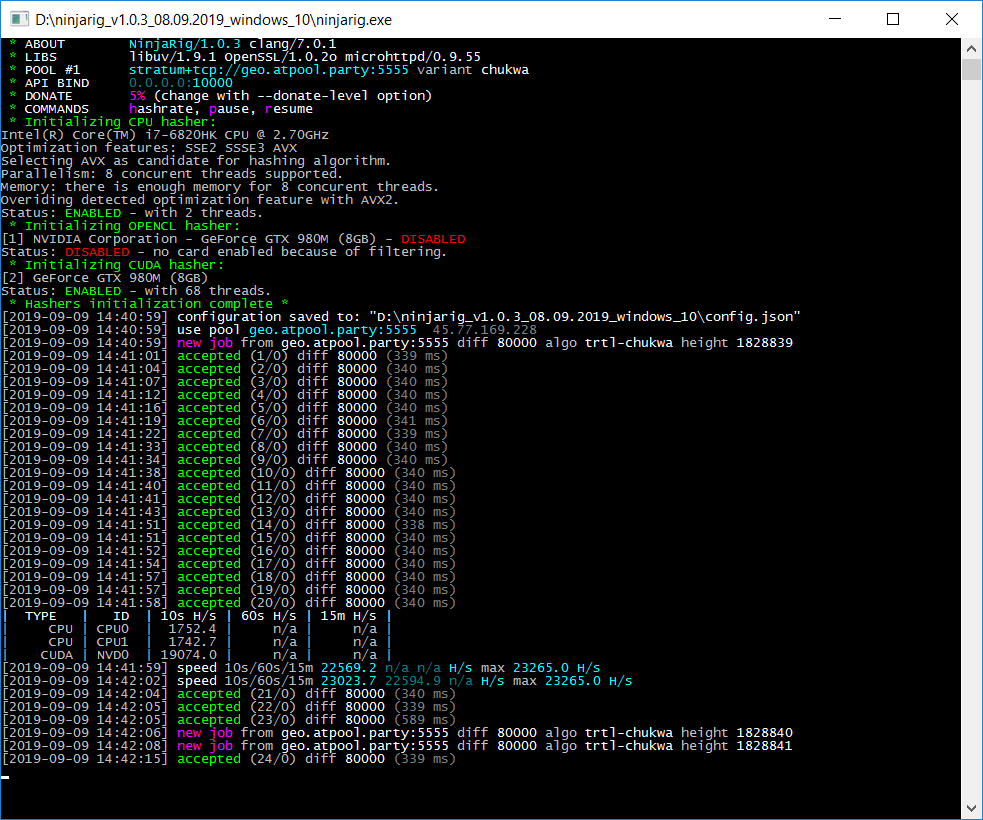 D:\ninjarig_v1.0.3_08.09.2019_windows_10\ninjarig.exe
* ABOUT NinjaRig/1.0.3 clang/7.0.1
* LIBS libuv/1.9.1 OpenSSL/1.0.2o microhttpd/0.9.55
* POOL #1 stratum+tcp://geo.atpool.party:5555 variant chukwa
* API BIND 0.0.0.0:10000
* DONATE 5% (change with --donate-level option)
* COMMANDS hashrate, pause, resume
* Initializing CPU hasher:
Intel(R) Core(TM) i7-6820HK CPU @ 2.70GHz
Optimization features: SSE2 SSSE3 AVX
Selecting AVX as candidate for hashing algorithm.
Parallelism: 8 concurent threads supported.
Memory: there is enough memory for 8 concurent threads.
Overiding detected optimization feature with AVX2.
Status: ENABLED - with 2 threads.
* Initializing OPENCL hasher:
[1] NVIDIA Corporation - GeForce GTX 980M (8GB) - DISABLED
Status: DISABLED - no card enabled because of filtering.
* Initializing CUDA hasher:
[2] GeForce GTX 980M (8GB)
Status: ENABLED - with 68 threads.
* Hashers initialization complete *
[2019-09-09 14:40:59] configuration saved to: "D:\ninjarig_v1.0.3_08.09.2019_windows_10\config.json"
[2019-09-09 14:40:59] use pool geo.atpool.party:5555 45.77.169.228
[2019-09-09 14:40:59] new job from geo.atpool.party:5555 diff 80000 algo trtl-chukwa height 1828839
[2019-09-09 14:41:01] accepted (1/0) diff 80000 (339 ms)
[2019-09-09 14:41:04] accepted (2/0) diff 80000 (340 ms)
[2019-09-09 14:41:07] accepted (3/0) diff 80000 (340 ms)
[2019-09-09 14:41:12] accepted (4/0) diff 80000 (340 ms)
[2019-09-09 14:41:16] accepted (5/0) diff 80000 (340 ms)
[2019-09-09 14:41:19] accepted (6/0) diff 80000 (341 ms)
[2019-09-09 14:41:22] accepted (7/0) diff 80000 (339 ms)
[2019-09-09 14:41:33] accepted (8/0) diff 80000 (340 ms)
[2019-09-09 14:41:34] accepted (9/0) diff 80000 (340 ms)
[2019-09-09 14:41:38] accepted (10/0) diff 80000 (340 ms)
[2019-09-09 14:41:40] accepted (11/0) diff 80000 (340 ms)
[2019-09-09 14:41:41] accepted (12/0) diff 80000 (340 ms)
[2019-09-09 14:41:43] accepted (13/0) diff 80000 (340 ms)
[2019-09-09 14:41:51] accepted (14/0) diff 80000 (338 ms)
[2019-09-09 14:41:51] accepted (15/0) diff 80000 (340 ms)
[2019-09-09 14:41:52] accepted (16/0) diff 80000 (340 ms)
[2019-09-09 14:41:54] accepted (17/0) diff 80000 (340 ms)
[2019-09-09 14:41:57] accepted (18/0) diff 80000 (340 ms)
[2019-09-09 14:41:57] accepted (19/0) diff 80000 (340 ms)
[2019-09-09 14:41:58] accepted (20/0) diff 80000 (340 ms)
| TYPE | ID | 10s H/s | 60s H/s | 15m H/s |
| CPU | CPU0 | 1752.4 | n/a | n/a |
| CPU | CPU1 | 1742.7 | n/a | n/a |
| CUDA | NVD0 | 19074.0 | n/a | n/a |
[2019-09-09 14:41:59] speed 10s/60s/15m 22569.2 n/a n/a H/s max 23265.0 H/s
[2019-09-09 14:42:02] speed 10s/60s/15m 23023.7 22594.9 n/a H/s max 23265.0 H/s
[2019-09-09 14:42:04] accepted (21/0) diff 80000 (340 ms)
[2019-09-09 14:42:05] accepted (22/0) diff 80000 (339 ms)
[2019-09-09 14:42:05] accepted (23/0) diff 80000 (589 ms)
[2019-09-09 14:42:06] new job from geo.atpool.party:5555 diff 80000 algo trtl-chukwa height 1828840
[2019-09-09 14:42:08] new job from geo.atpool.party:5555 diff 80000 algo trtl-chukwa height 1828841
[2019-09-09 14:42:15] accepted (24/0) diff 80000 (339 ms)